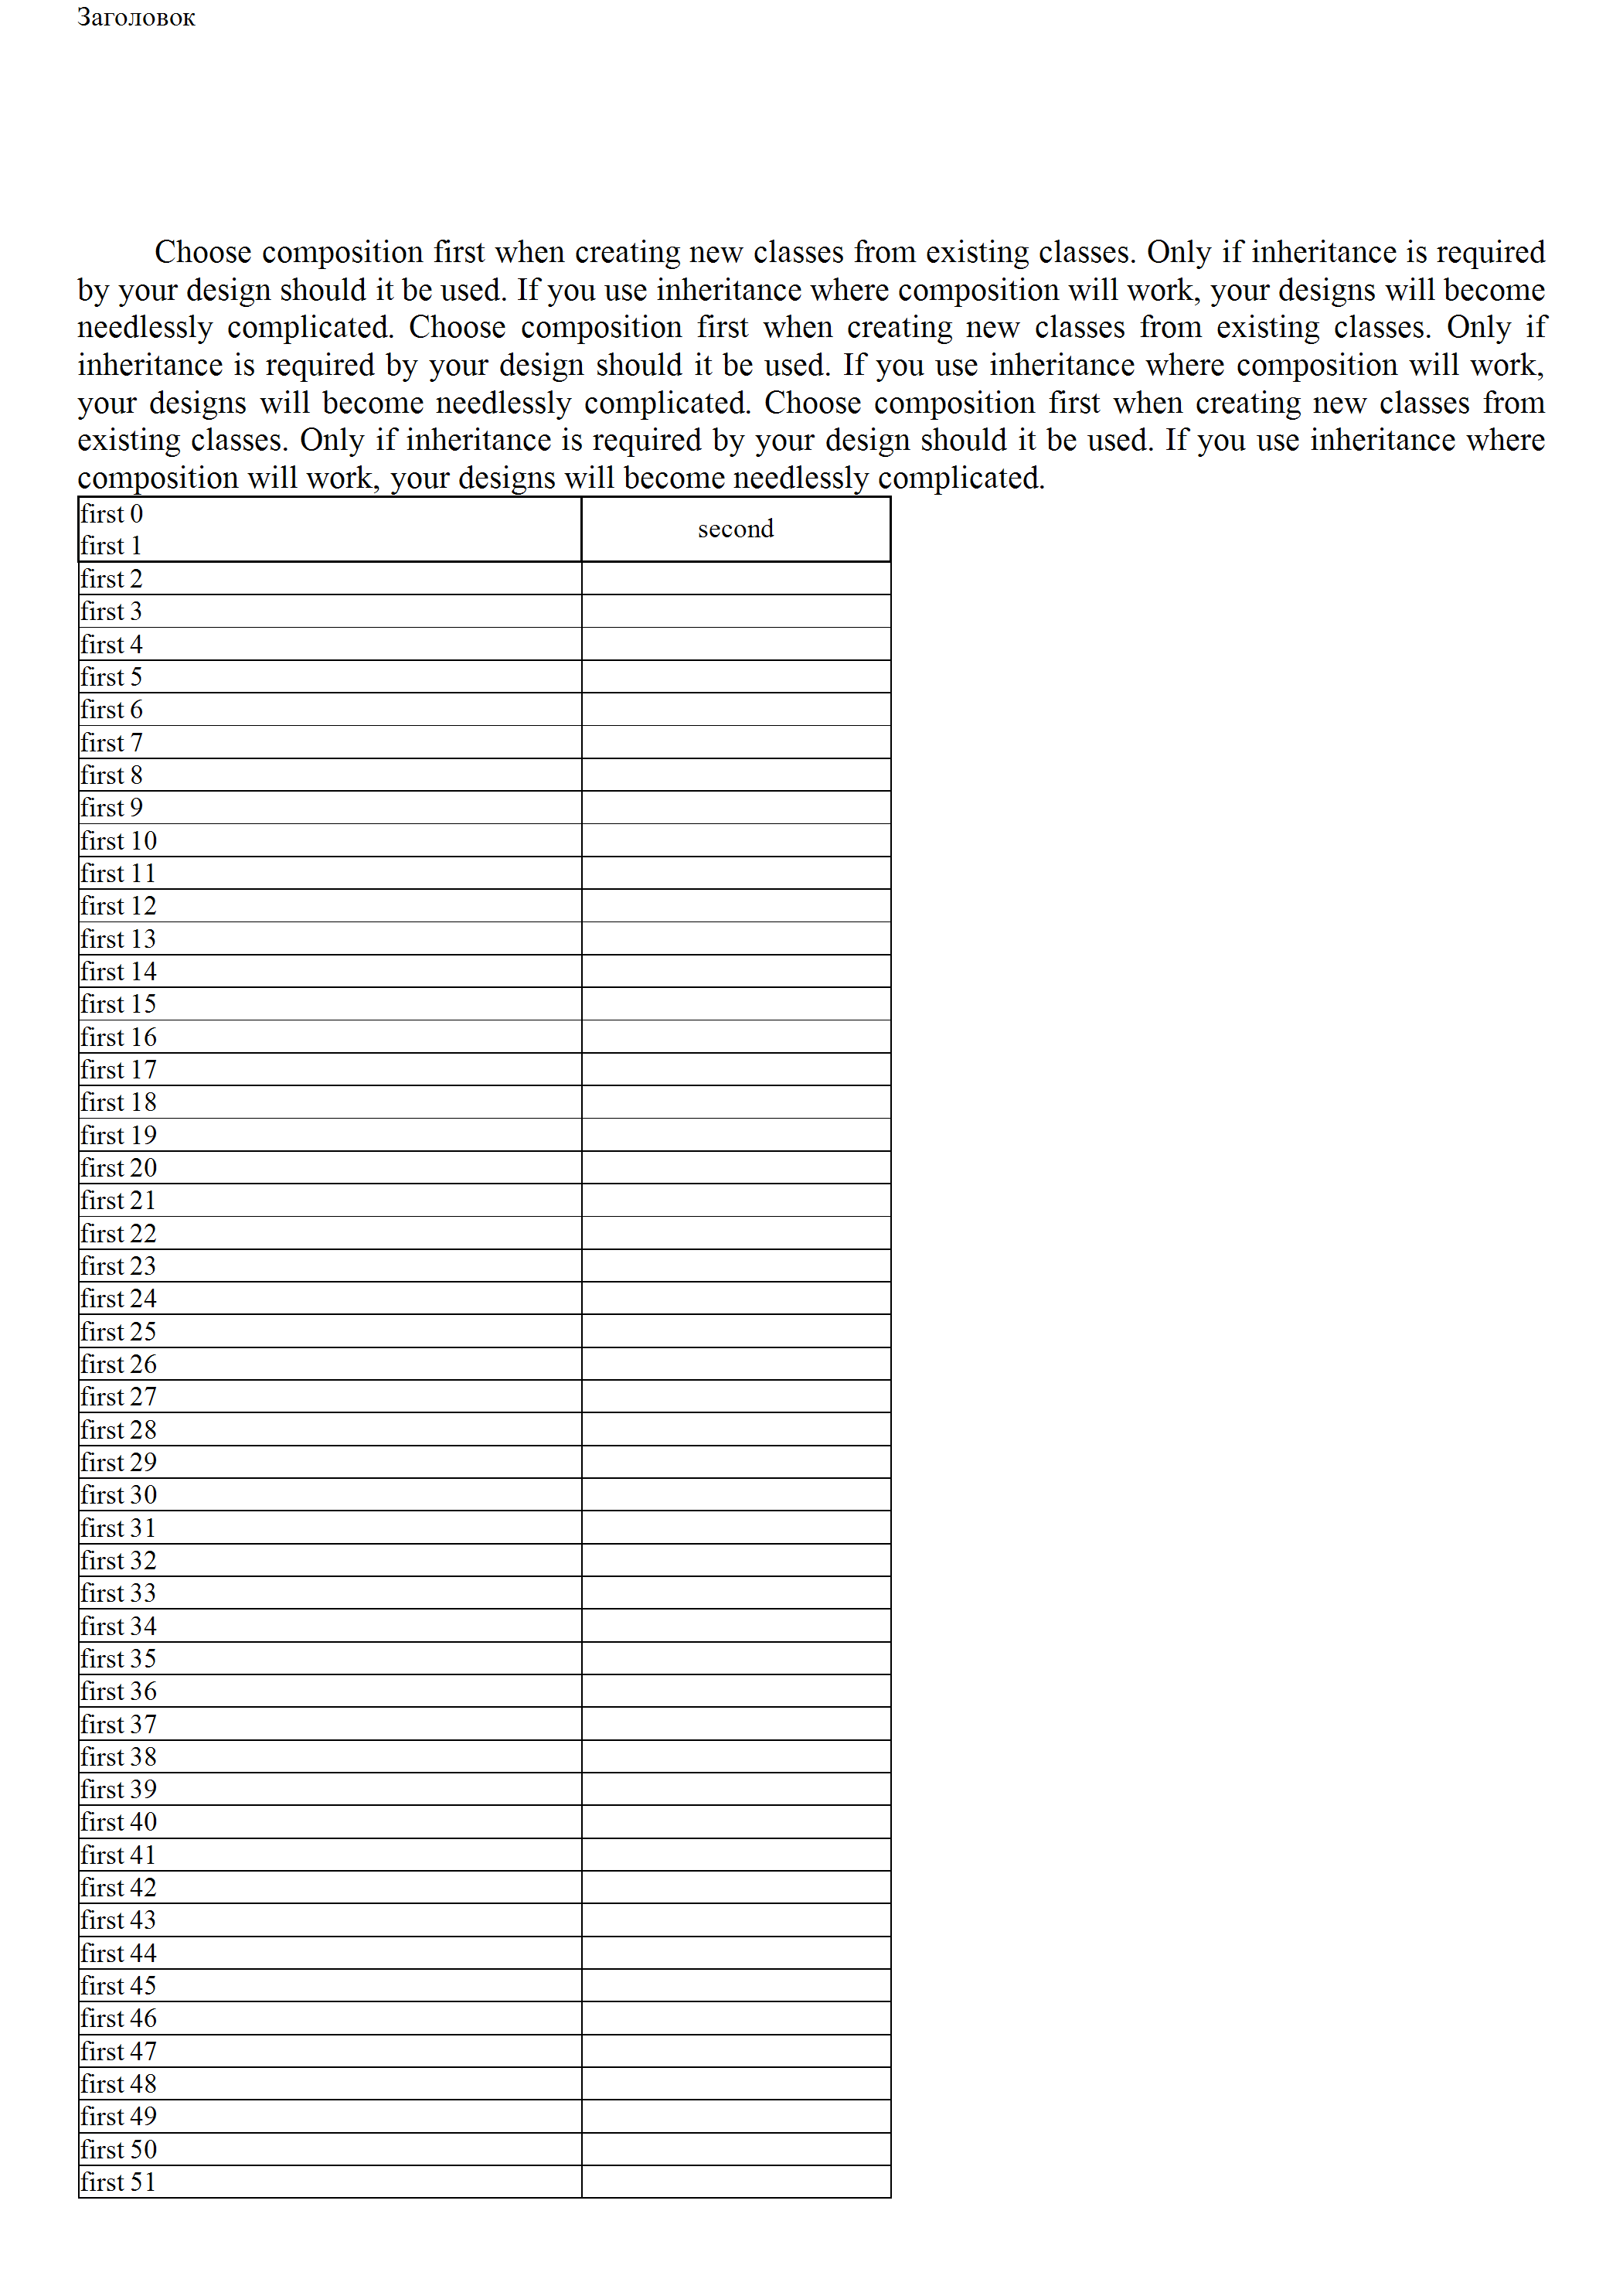 Заголовок
Choose composition first when creating new classes from existing classes. Only if inheritance is required
by your design should it be used. If you use inheritance where composition will work, your designs will become
needlessly complicated. Choose composition first when creating new classes from existing classes. Only if
inheritance is required by your design should it be used. If you use inheritance where composition will work,
your designs will become needlessly complicated. Choose composition first when creating new classes from
existing classes. Only if inheritance is required by your design should it be used. If you use inheritance where
composition will work, your designs will become needlessly complicated.
first 0
first 1
second
first 2
first 3
first 4
first 5
first 6
first 7
first 8
first 9
first 10
first 11
first 12
first 13
first 14
first 15
first 16
first 17
first 18
first 19
first 20
first 21
first 22
first 23
first 24
first 25
first 26
first 27
first 28
first 29
first 30
first 31
first 32
first 33
first 34
first 35
first 36
first 37
first 38
first 39
first 40
first 41
first 42
first 43
first 44
first 45
first 46
first 47
first 48
first 49
first 50
first 51